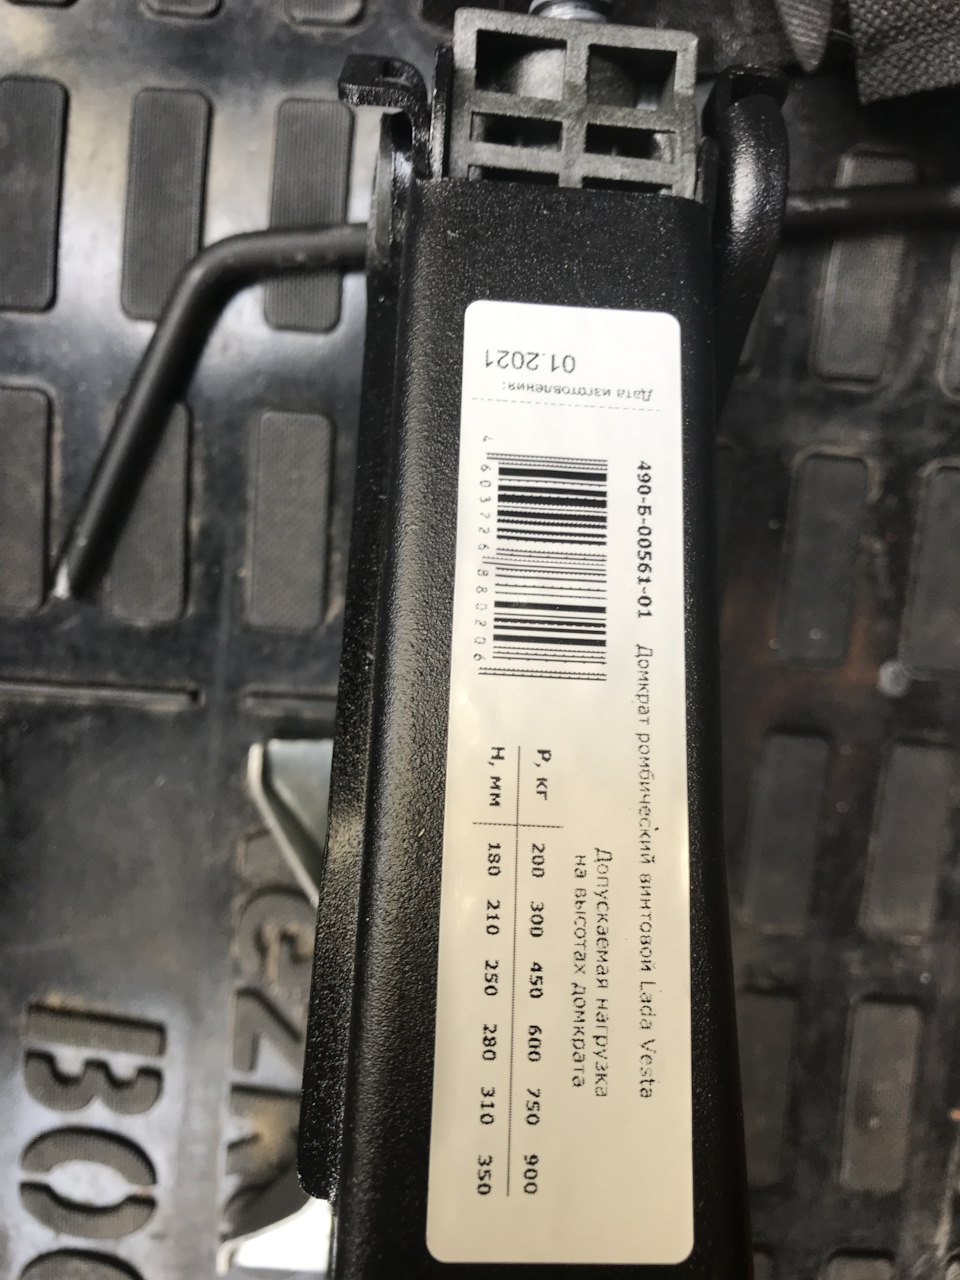 490-Б-00561-01 Домкрат ромбический винтовой Lada Vesta
Допускаемая нагрузка
на высотах домкрата
Р, кг 200 300 450 600 750 900
Н, мм 180 210 250 280 310 350
4 603726 880206
Дата изготовления:
01.2021